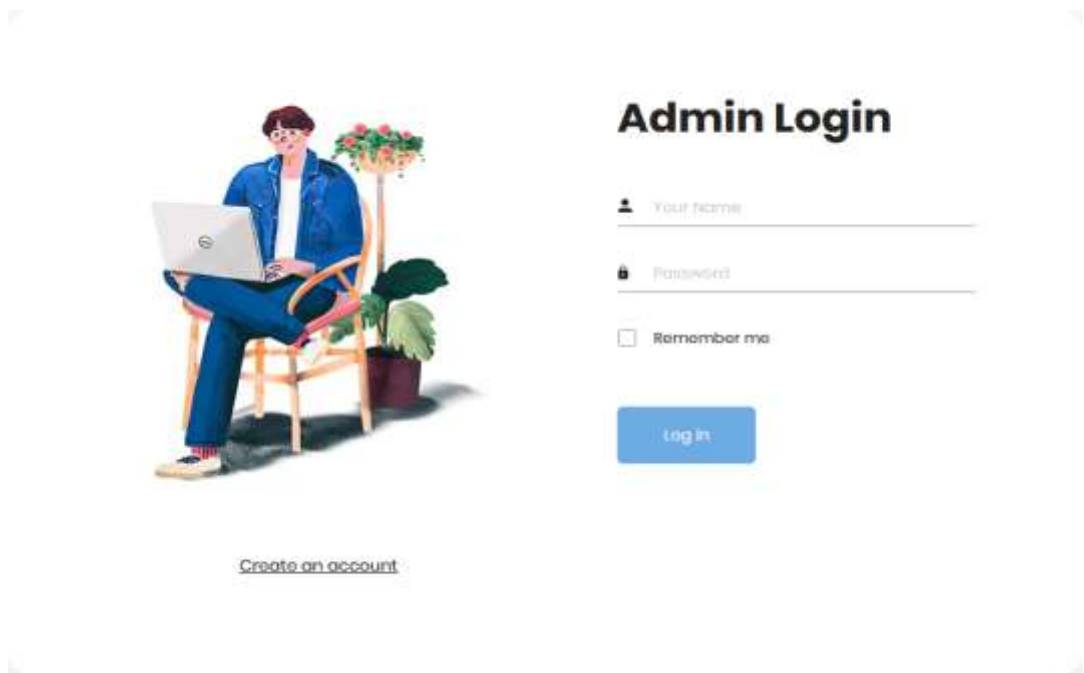 Admin Login
Your Name
Password
Remember me
Log in
Create an account